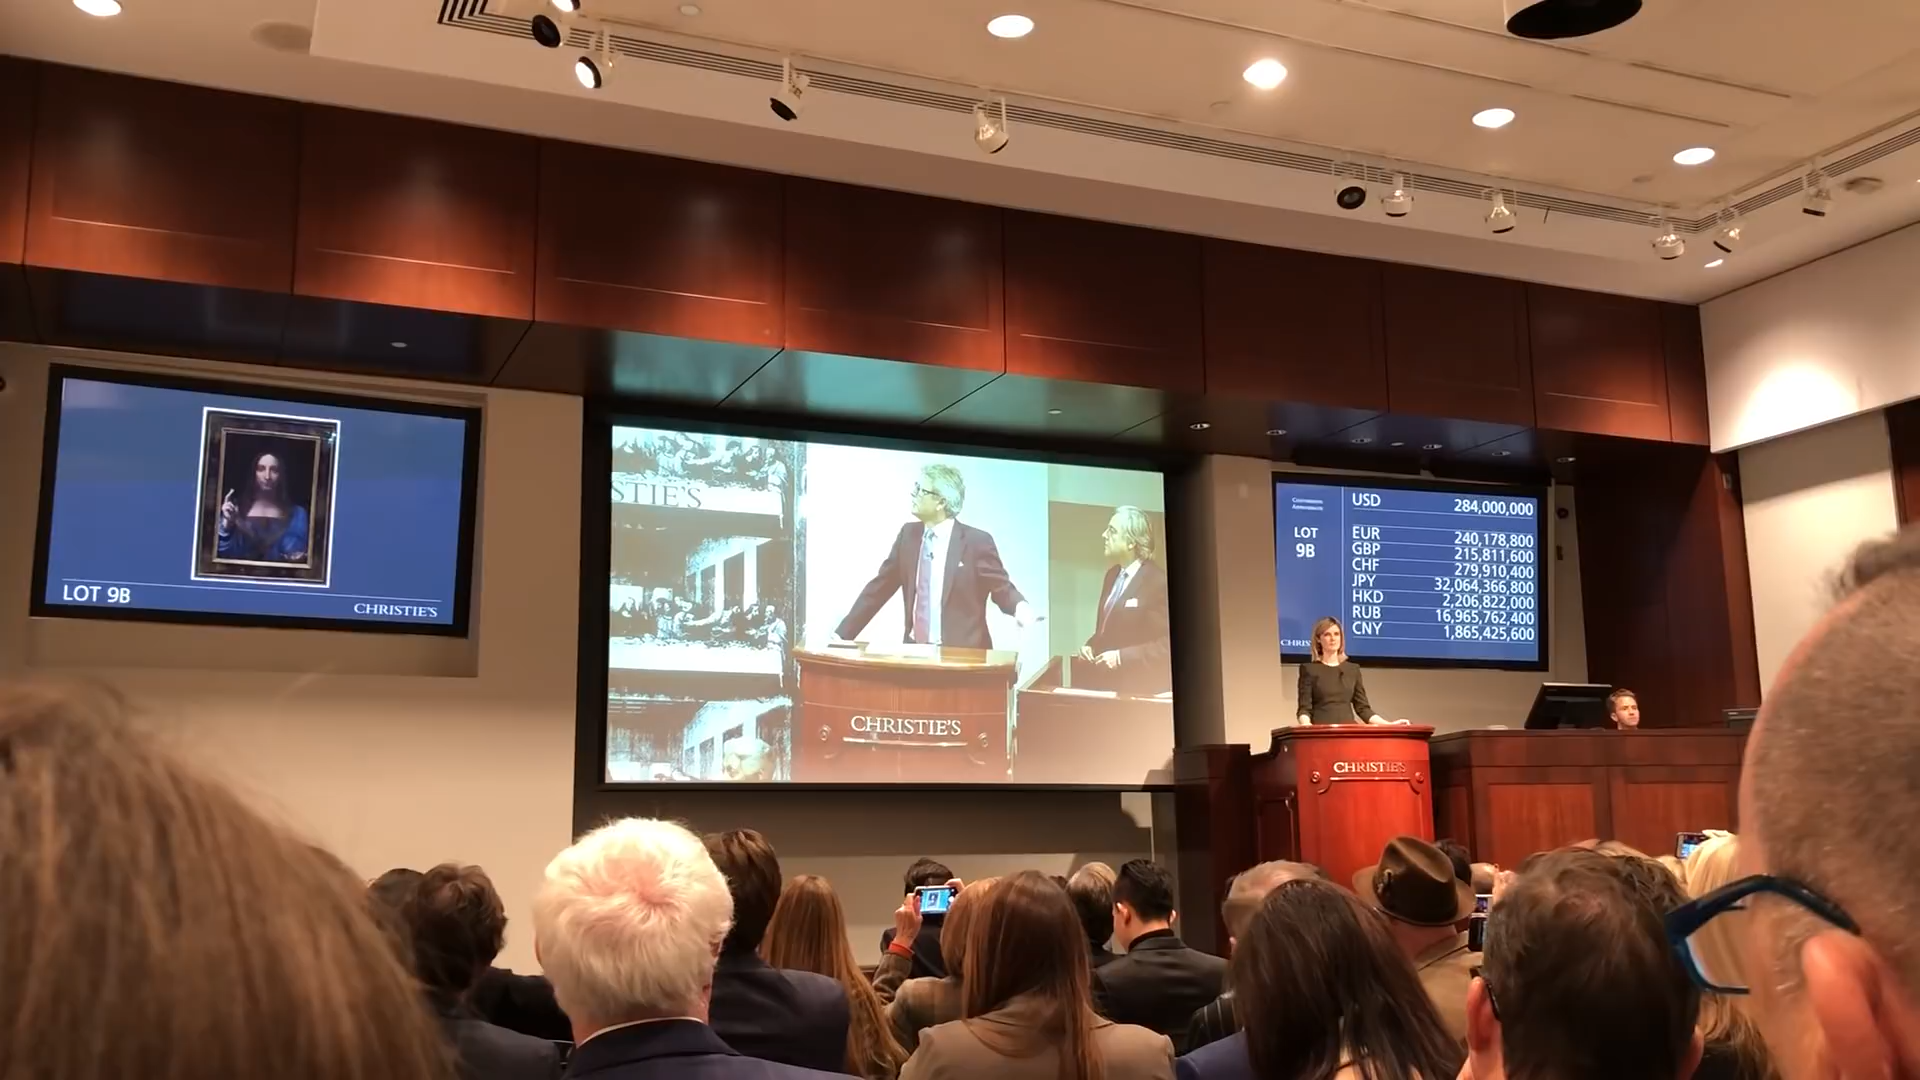 LOT 9B
CHRISTIE'S
STIE'S
CHRISTIE'S
LOT
9B
USD 284,000,000
EUR 240,178,800
GBP 215,811,600
CHF 279,910,400
JPY 32,064,366,800
HKD 2,206,822,000
RUB 16,965,762,400
CNY 1,865,425,600
CHRIS
CHRISTIE'S